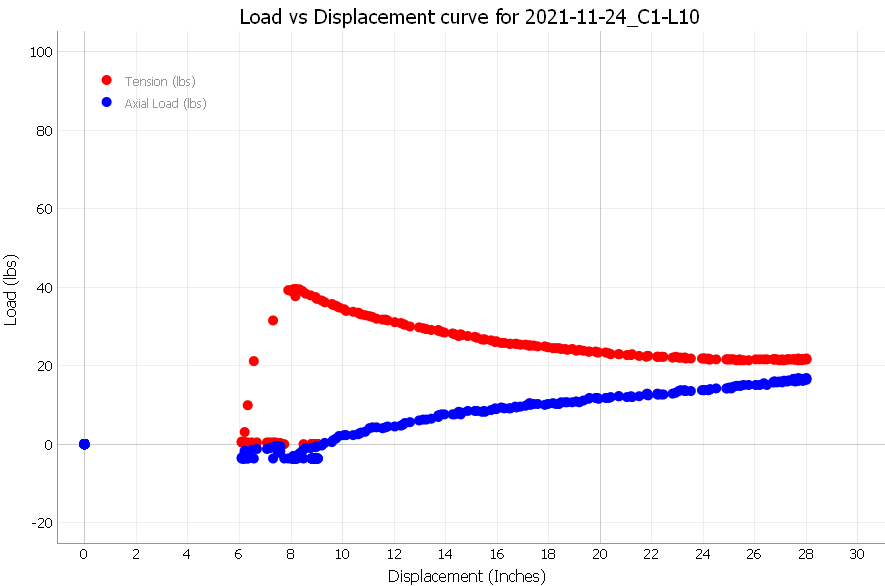 Load vs Displacement curve for 2021-11-24_C1-L10
Tension (lbs)
Axial Load (lbs)
Load (lbs)
100
80
60
40
20
0
-20
0 2 4 6 8 10 12 14 16 18 20 22 24 26 28 30
Displacement (Inches)